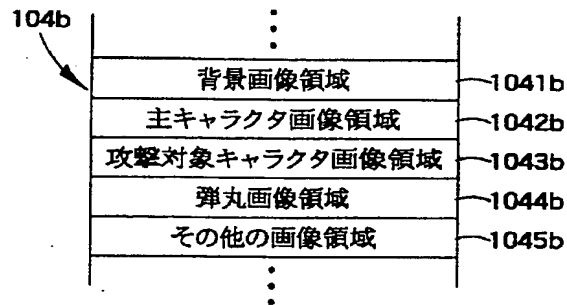 104b
背景画像領域 1041b
主キャラクタ画像領域 1042b
攻撃対象キャラクタ画像領域 1043b
弾丸画像領域 1044b
その他の画像領域 1045b